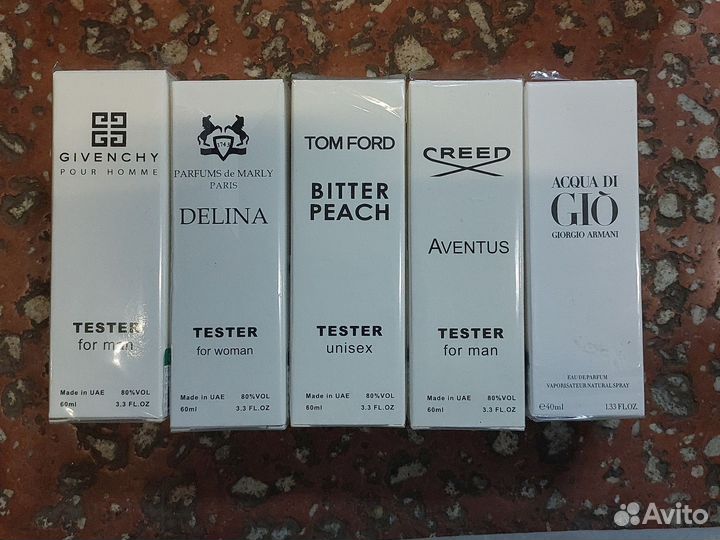 GIVENCHY
POUR HOMME
TESTER
for man
Made in UAE 80%VOL
60ml 3.3 FL.OZ
1743
PARFUMS de MARLY
PARIS
DELINA
TESTER
for woman
Made in UAE 80%VOL
60ml 3.3 FL.OZ
TOM FORD
BITTER
PEACH
TESTER
unisex
Made in UAE 80%VOL
60ml 3.3 FL.OZ
CREED
AVENTUS
TESTER
for man
Made in UAE 80%VOL
60ml 3.3 FL.OZ
ACQUA DI
GIÒ
GIORGIO ARMANI
EAU DE PARFUM
VAPORISATEUR NATURAL SPRAY
e40ml 1.33 FL.OZ
Avito